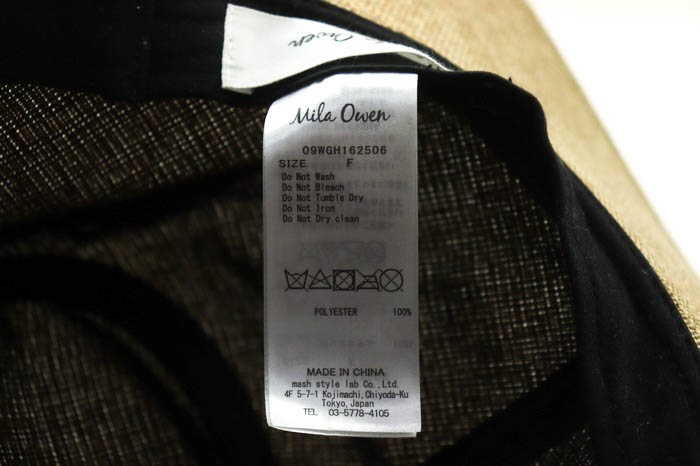 Owen
Mila Owen
09WGH162506
SIZE F
Do Not Wash
Do Not Bleach
Do Not Tumble Dry
Do Not Iron
Do Not Dry clean
POLYESTER 100%
MADE IN CHINA
mash style lab Co.,Ltd.
4F 5-7-1 Kojimachi,Chiyoda-Ku
Tokyo,Japan
TEL 03-5778-4105